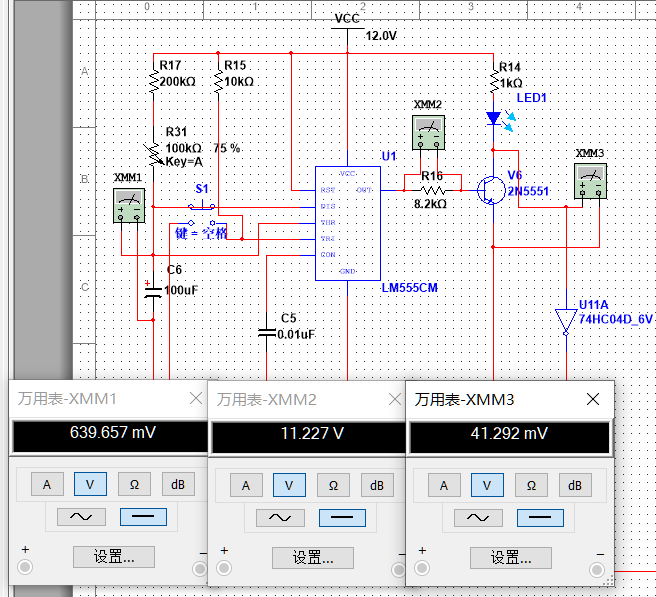 0 1 2 3 4
VCC
12.0V
A
R17
200kΩ
R15
10kΩ
R14
1kΩ
LED1
XMM2
R31
100kΩ 75 %
Key=A
U1
XMM3
B
XMM1
S1
VCC
R16
V6
RST OUT
2N5551
DIS
8.2kΩ
THR
键 = 空格
TRI
CON
C6
GND
100uF
LM555CM
C
C5
U11A
0.01uF
74HC04D_6V
万用表-XMM1
万用表-XMM2
万用表-XMM3
639.657 mV
11.227 V
41.292 mV
A V Ω dB
A V Ω dB
A V Ω dB
+ 设置... −
+ 设置... −
+ 设置... −